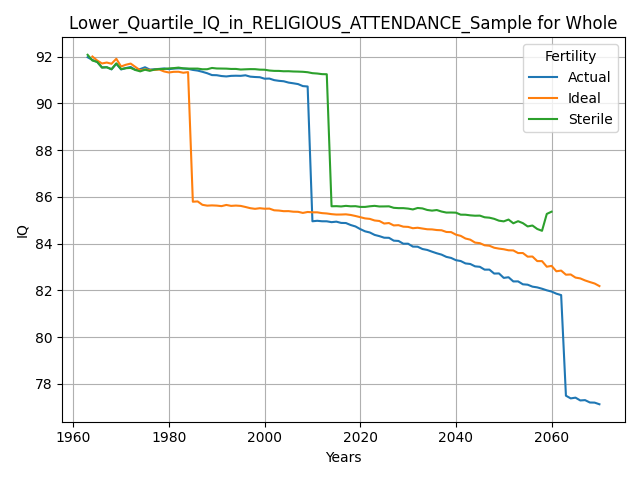 Lower_Quartile_IQ_in_RELIGIOUS_ATTENDANCE_Sample for Whole
Fertility
Actual
Ideal
Sterile
IQ
92
90
88
86
84
82
80
78
1960
1980
2000
2020
2040
2060
Years